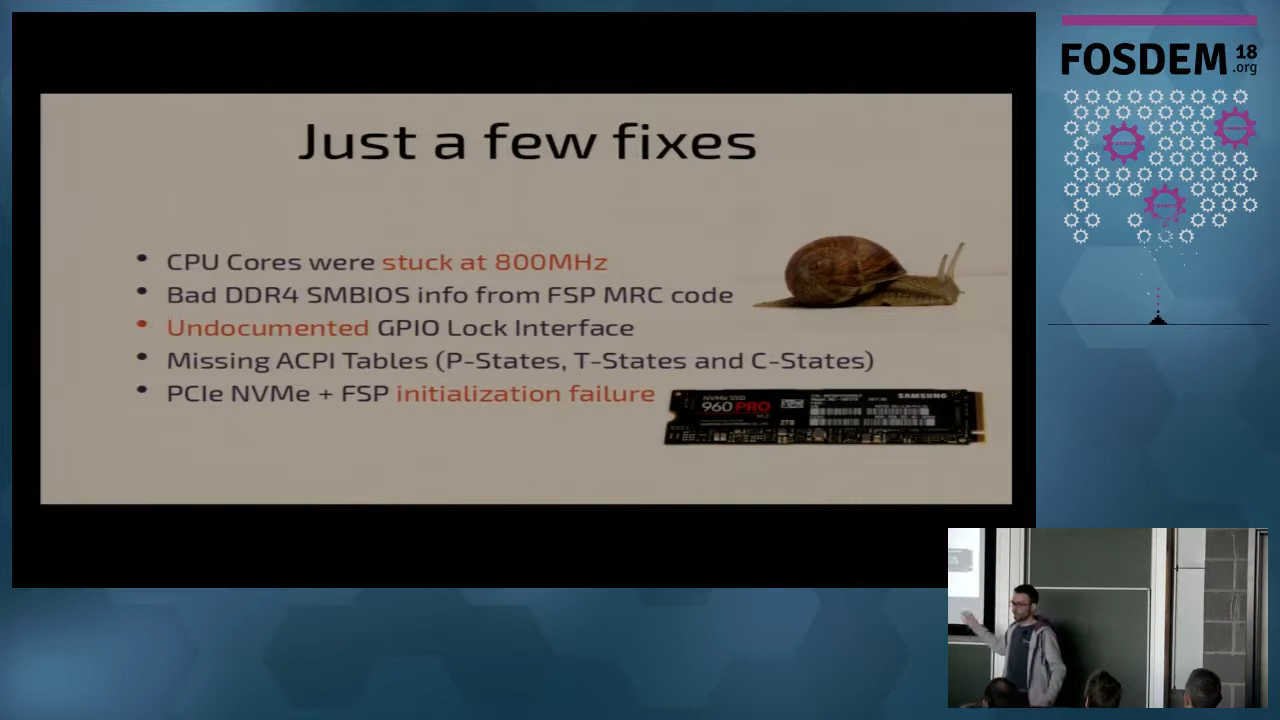 Just a few fixes
• CPU Cores were stuck at 800MHz
• Bad DDR4 SMBIOS info from FSP MRC code
• Undocumented GPIO Lock Interface
• Missing ACPI Tables (P-States, T-States and C-States)
• PCIe NVMe + FSP initialization failure
NVMe SSD
960 PRO
M.2
2TB
SAMSUNG
FOSDEM 18
.org